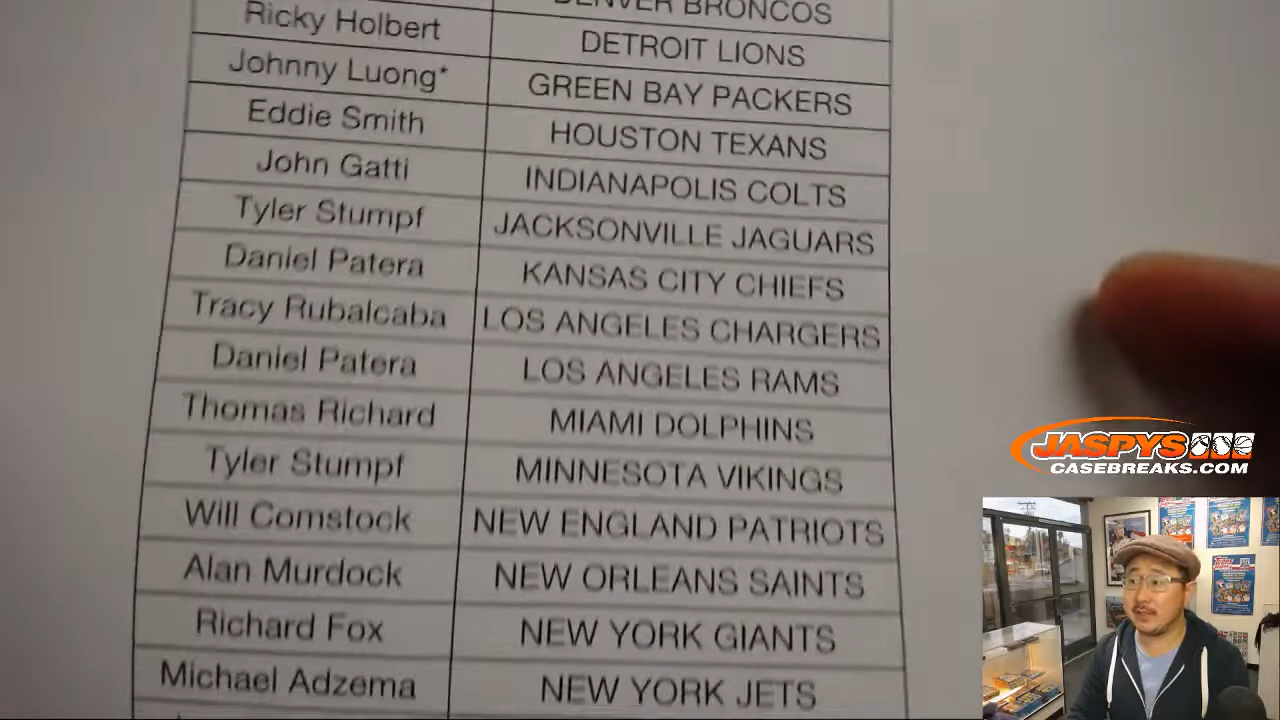 DENVER BRONCOS
Ricky Holbert DETROIT LIONS
Johnny Luong* GREEN BAY PACKERS
Eddie Smith HOUSTON TEXANS
John Gatti INDIANAPOLIS COLTS
Tyler Stumpf JACKSONVILLE JAGUARS
Daniel Patera KANSAS CITY CHIEFS
Tracy Rubalcaba LOS ANGELES CHARGERS
Daniel Patera LOS ANGELES RAMS
Thomas Richard MIAMI DOLPHINS
Tyler Stumpf MINNESOTA VIKINGS
Will Comstock NEW ENGLAND PATRIOTS
Alan Murdock NEW ORLEANS SAINTS
Richard Fox NEW YORK GIANTS
Michael Adzema NEW YORK JETS
JASPYS
CASEBREAKS.COM